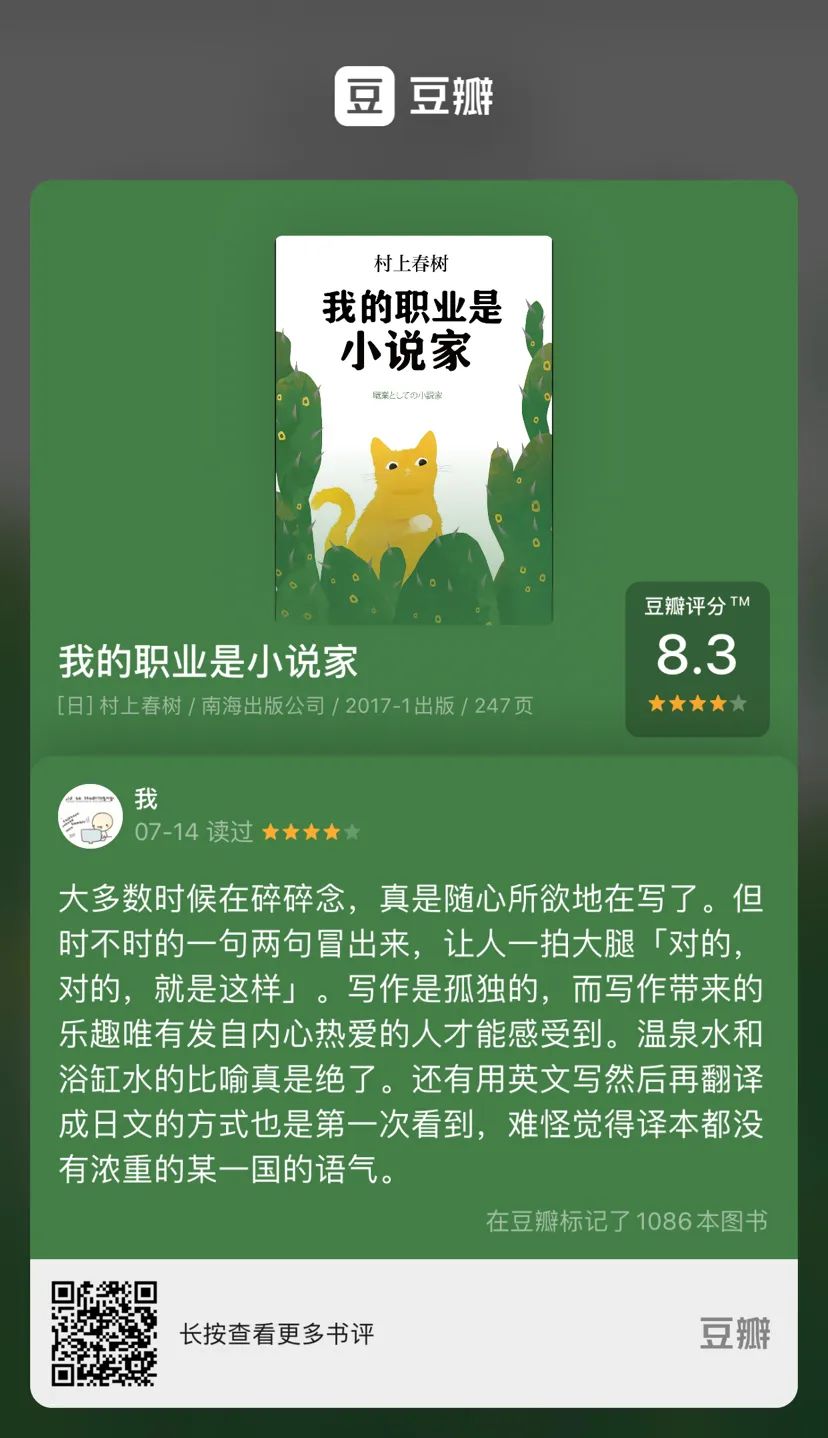 豆 豆瓣
村上春树
我的职业是
小说家
職業としての小説家
豆瓣评分™
8.3
我的职业是小说家
[日] 村上春树 / 南海出版公司 / 2017-1出版 / 247页
我
07-14 读过
大多数时候在碎碎念，真是随心所欲地在写了。但
时不时的一句两句冒出来，让人一拍大腿「对的，
对的，就是这样」。写作是孤独的，而写作带来的
乐趣唯有发自内心热爱的人才能感受到。温泉水和
浴缸水的比喻真是绝了。还有用英文写然后再翻译
成日文的方式也是第一次看到，难怪觉得译本都没
有浓重的某一国的语气。
在豆瓣标记了1086本图书
长按查看更多书评
豆瓣